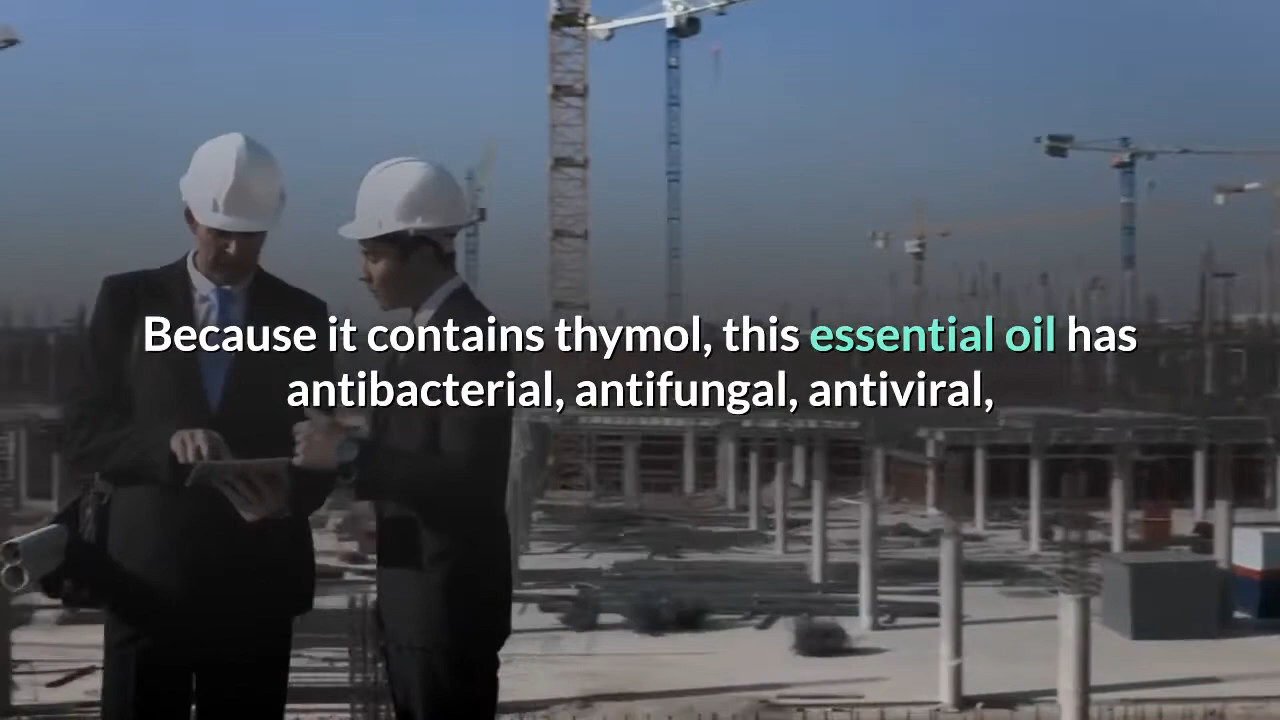 Because it contains thymol, this essential oil has
antibacterial, antifungal, antiviral,